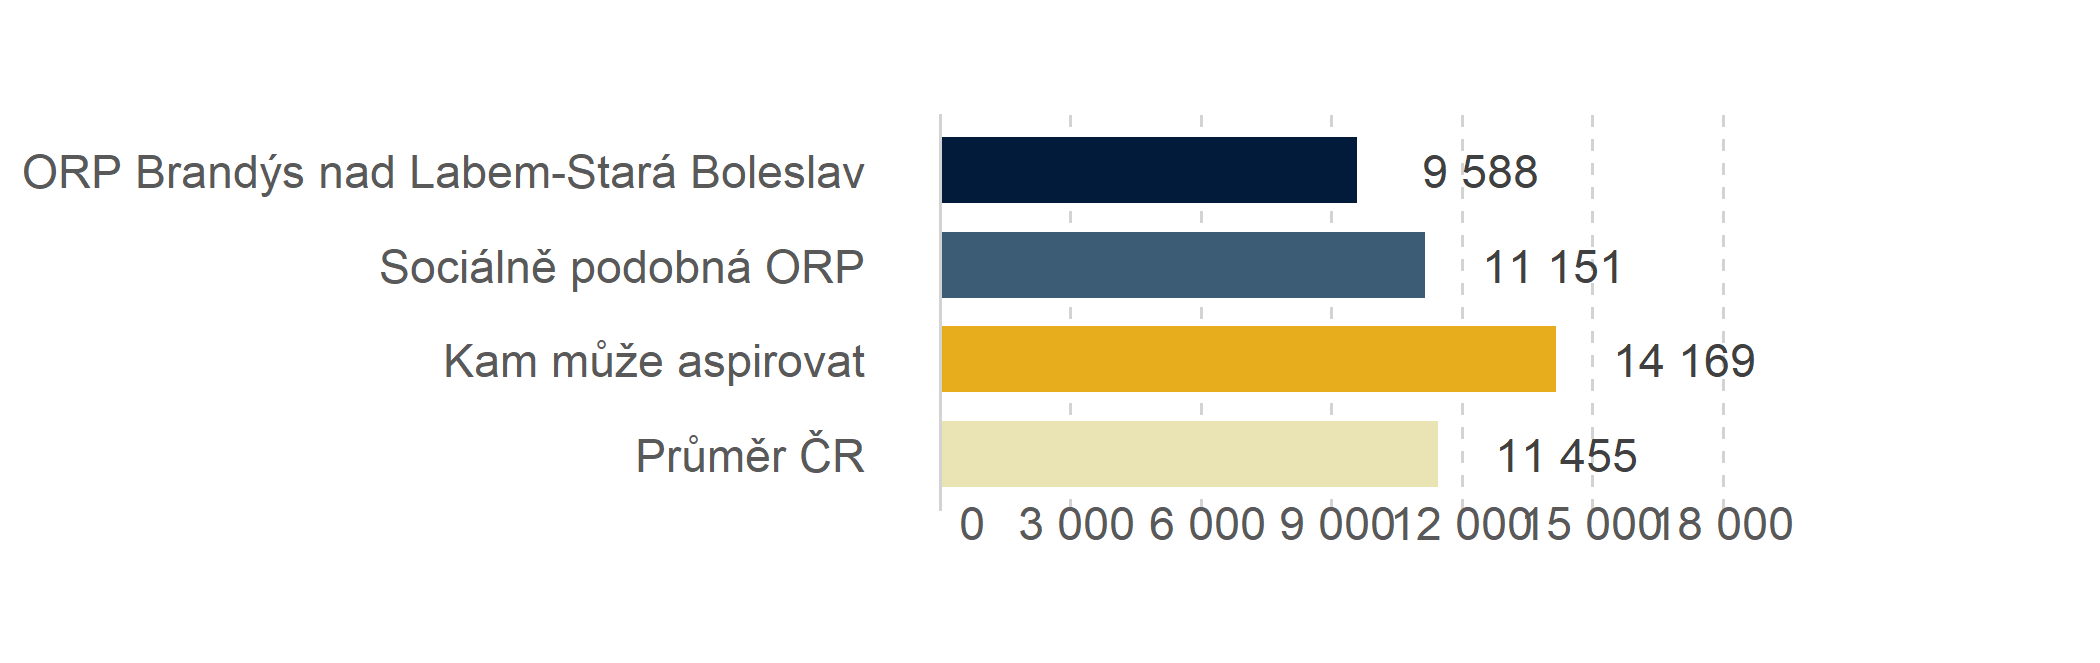 ORP Brandýs nad Labem-Stará Boleslav 9 588
Sociálně podobná ORP 11 151
Kam může aspirovat 14 169
Průměr ČR 11 455
0 3 000 6 000 9 000 12 000 15 000 18 000